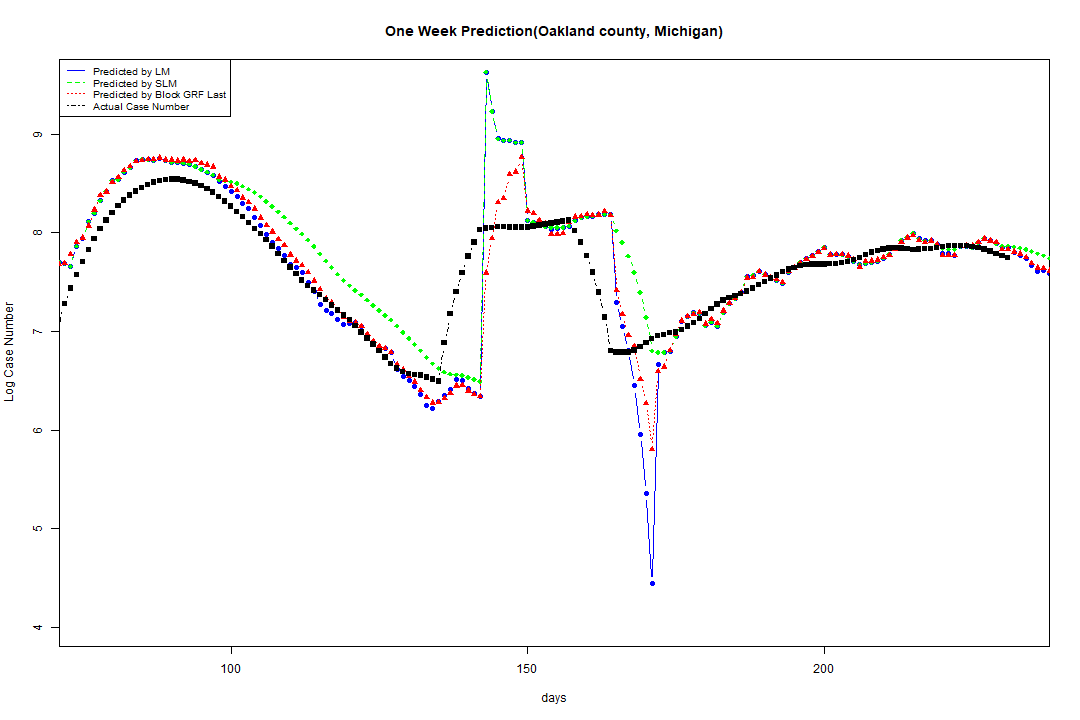 One Week Prediction(Oakland county, Michigan)
Predicted by LM
Predicted by SLM
Predicted by Block GRF Last
Actual Case Number
9
8
7
6
5
4
Log Case Number
100 150 200
days